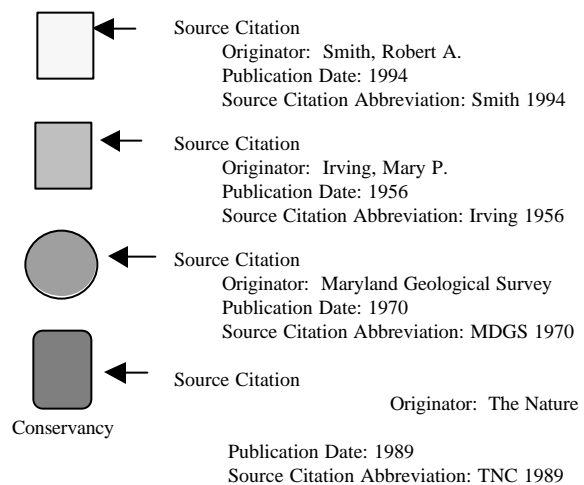 Source Citation
Originator: Smith, Robert A.
Publication Date: 1994
Source Citation Abbreviation: Smith 1994
Source Citation
Originator: Irving, Mary P.
Publication Date: 1956
Source Citation Abbreviation: Irving 1956
Source Citation
Originator: Maryland Geological Survey
Publication Date: 1970
Source Citation Abbreviation: MDGS 1970
Source Citation
Originator: The Nature
Conservancy
Publication Date: 1989
Source Citation Abbreviation: TNC 1989